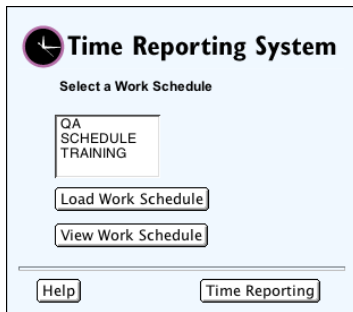 Time Reporting System
Select a Work Schedule
QA
SCHEDULE
TRAINING
Load Work Schedule
View Work Schedule
Help Time Reporting